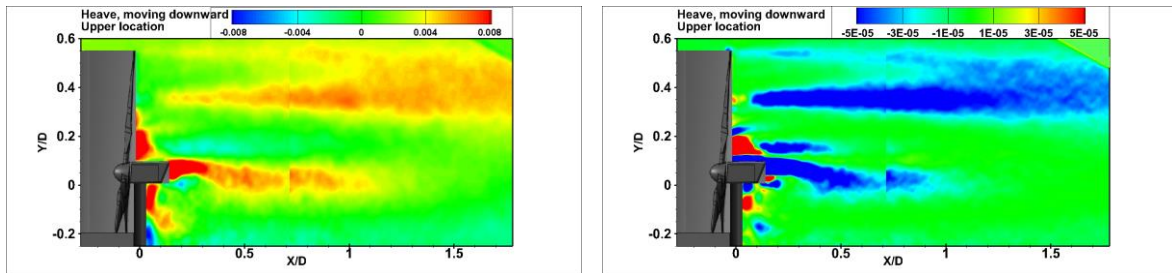 Heave, moving downward
Upper location
-0.008 -0.004 0 0.004 0.008
0.6
0.4
0.2
0
-0.2
Y/D
0 0.5 1 1.5
X/D
Heave, moving downward
Upper location
-5E-05 -3E-05 -1E-05 1E-05 3E-05 5E-05
0.6
0.4
0.2
0
-0.2
Y/D
0 0.5 1 1.5
X/D